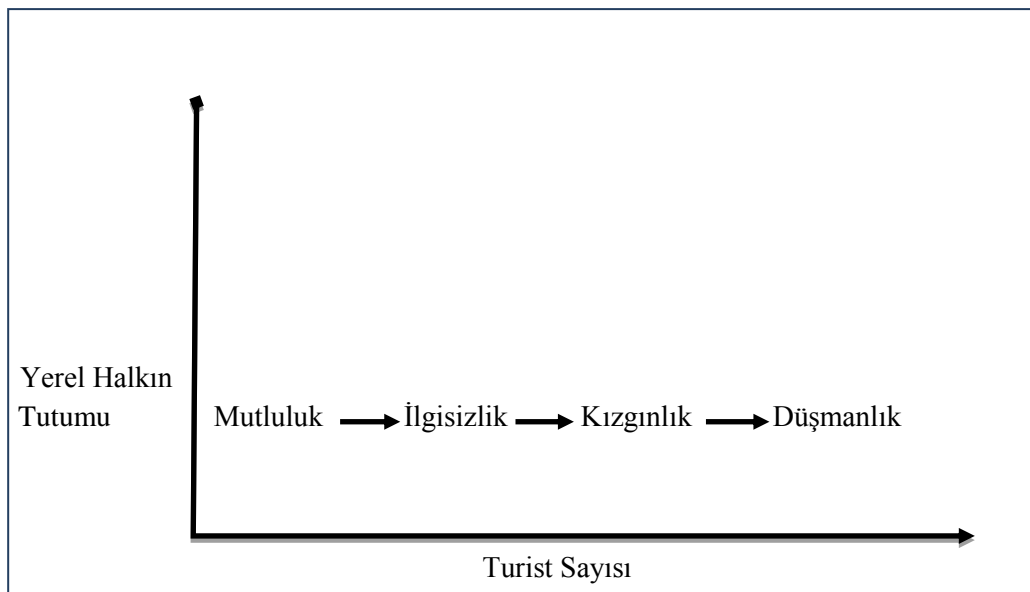 Yerel Halkın
Tutumu
Mutluluk İlgisizlik Kızgınlık Düşmanlık
Turist Sayısı